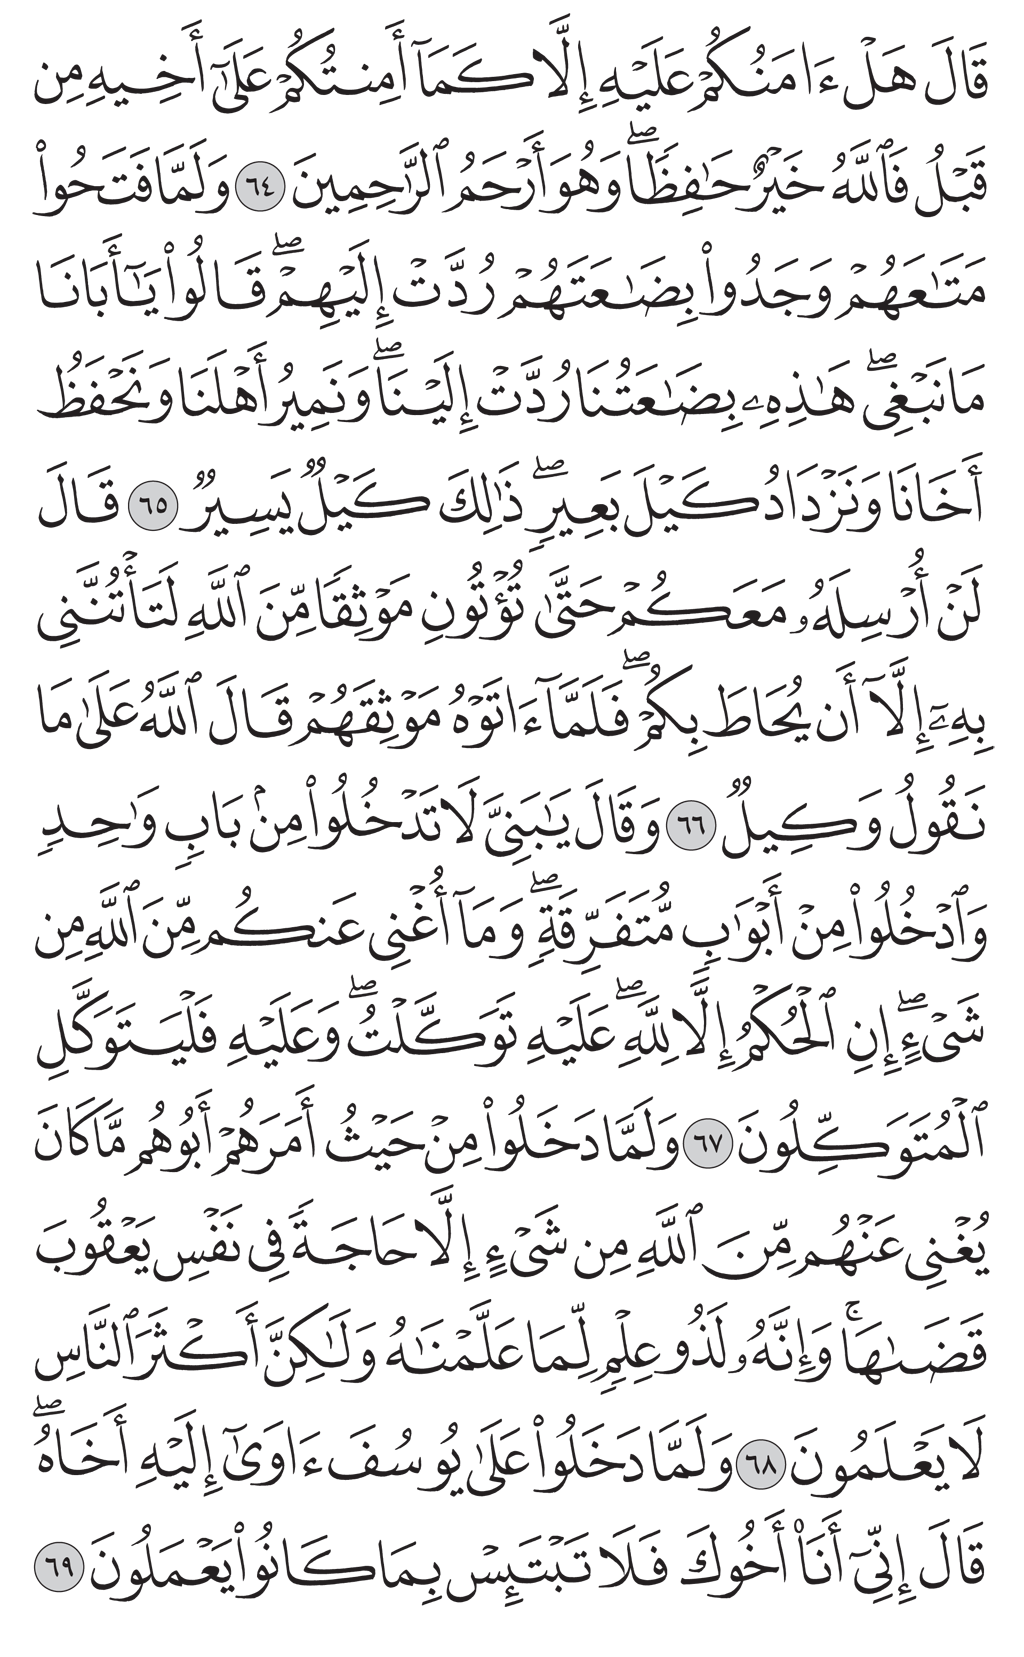 قَالَ هَلْ ءَامَنُكُمْ عَلَيْهِ إِلَّا كَمَآ أَمِنتُكُمْ عَلَىٰٓ أَخِيهِ مِن
قَبْلُ فَٱللَّهُ خَيْرٌ حَـٰفِظًاۖ وَهُوَ أَرْحَمُ ٱلرَّٰحِمِينَ ٦٤ وَلَمَّا فَتَحُوا۟
مَتَـٰعَهُمْ وَجَدُوا۟ بِضَـٰعَتَهُمْ رُدَّتْ إِلَيْهِمْۖ قَالُوا۟ يَـٰٓأَبَانَا
مَا نَبْغِىۖ هَـٰذِهِۦ بِضَـٰعَتُنَا رُدَّتْ إِلَيْنَاۖ وَنَمِيرُ أَهْلَنَا وَنَحْفَظُ
أَخَانَا وَنَزْدَادُ كَيْلَ بَعِيرٍۖ ذَٰلِكَ كَيْلٌ يَسِيرٌ ٦٥ قَالَ
لَنْ أُرْسِلَهُۥ مَعَكُمْ حَتَّىٰ تُؤْتُونِ مَوْثِقًا مِّنَ ٱللَّهِ لَتَأْتُنَّنِى
بِهِۦٓ إِلَّآ أَن يُحَاطَ بِكُمْۖ فَلَمَّآ ءَاتَوْهُ مَوْثِقَهُمْ قَالَ ٱللَّهُ عَلَىٰ مَا
نَقُولُ وَكِيلٌ ٦٦ وَقَالَ يَـٰبَنِىَّ لَا تَدْخُلُوا۟ مِنۢ بَابٍ وَٰحِدٍ
وَٱدْخُلُوا۟ مِنْ أَبْوَٰبٍ مُّتَفَرِّقَةٍۖ وَمَآ أُغْنِى عَنكُم مِّنَ ٱللَّهِ مِن
شَىْءٍۖ إِنِ ٱلْحُكْمُ إِلَّا لِلَّهِۖ عَلَيْهِ تَوَكَّلْتُۖ وَعَلَيْهِ فَلْيَتَوَكَّلِ
ٱلْمُتَوَكِّلُونَ ٦٧ وَلَمَّا دَخَلُوا۟ مِنْ حَيْثُ أَمَرَهُمْ أَبُوهُم مَّا كَانَ
يُغْنِى عَنْهُم مِّنَ ٱللَّهِ مِن شَىْءٍ إِلَّا حَاجَةً فِى نَفْسِ يَعْقُوبَ
قَضَىٰهَاۚ وَإِنَّهُۥ لَذُو عِلْمٍ لِّمَا عَلَّمْنَـٰهُ وَلَـٰكِنَّ أَكْثَرَ ٱلنَّاسِ
لَا يَعْلَمُونَ ٦٨ وَلَمَّا دَخَلُوا۟ عَلَىٰ يُوسُفَ ءَاوَىٰٓ إِلَيْهِ أَخَاهُۖ
قَالَ إِنِّىٓ أَنَا۠ أَخُوكَ فَلَا تَبْتَئِسْ بِمَا كَانُوا۟ يَعْمَلُونَ ٦٩